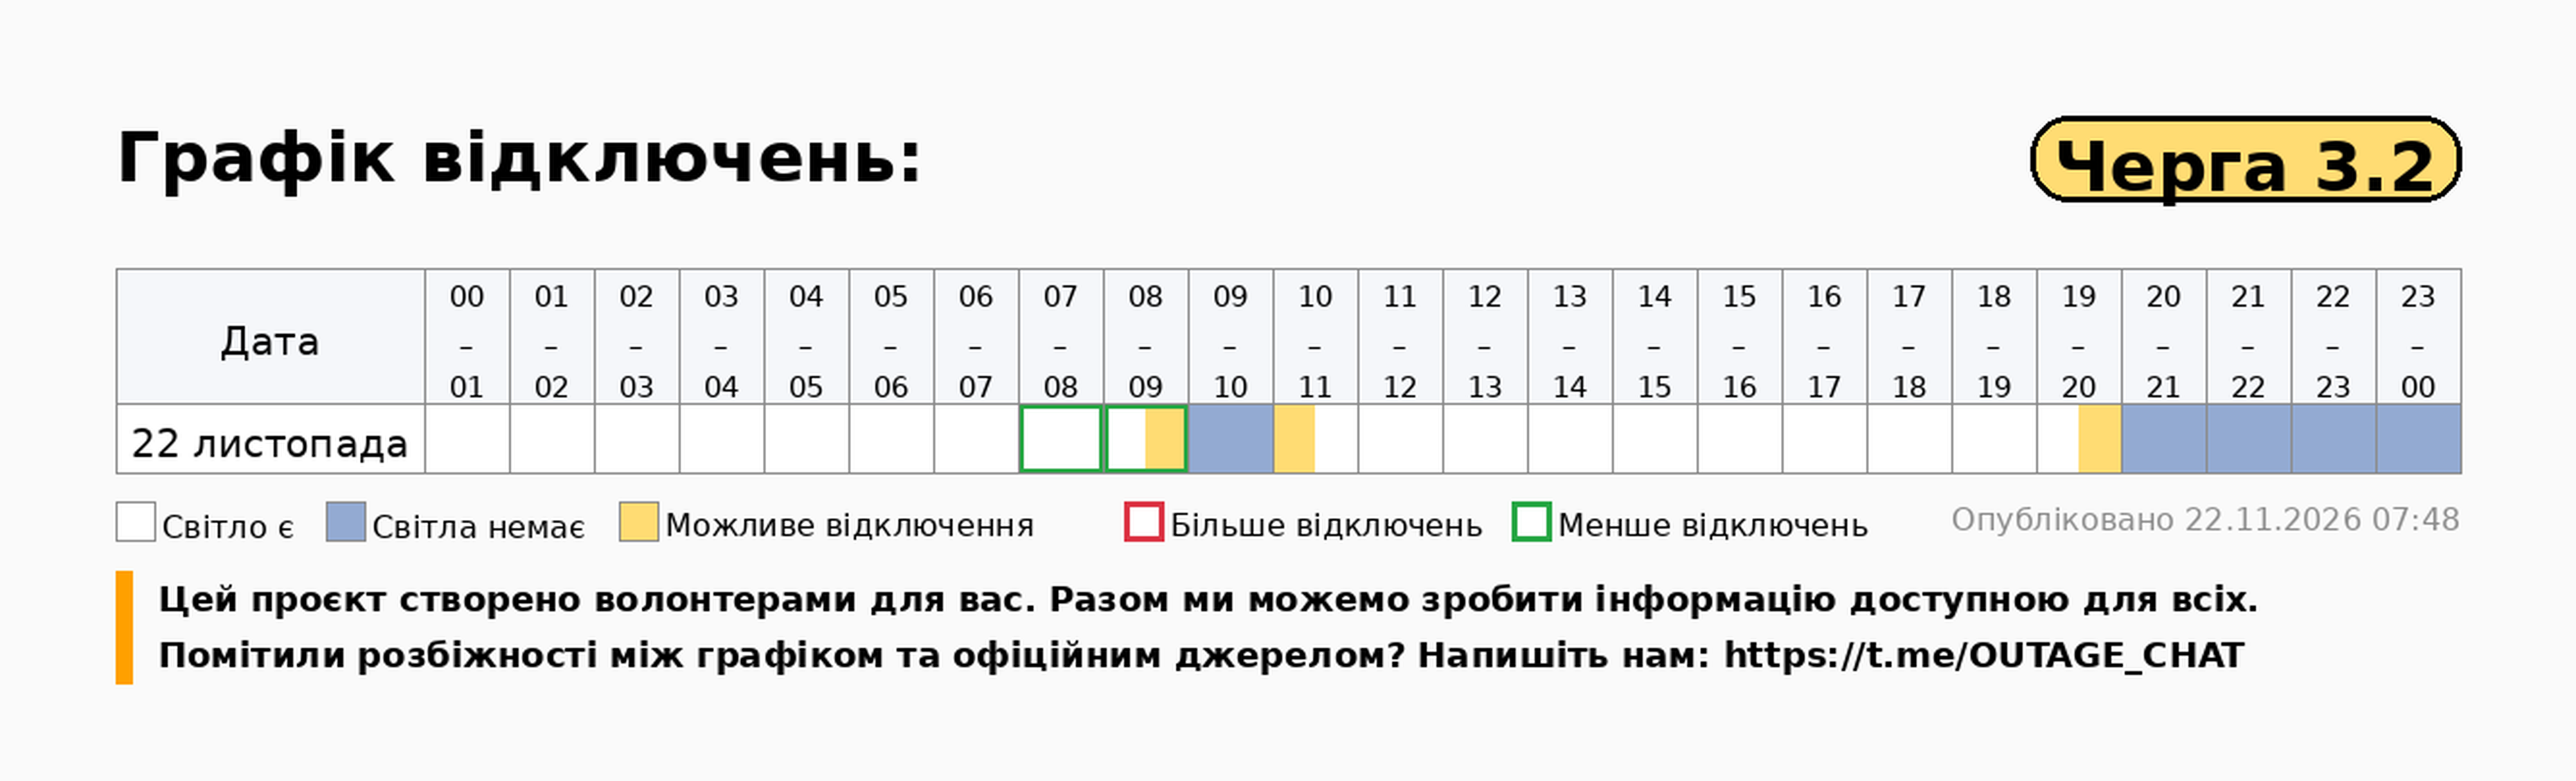 Графік відключень:
Черга 3.2
Дата 00 – 01 01 – 02 02 – 03 03 – 04 04 – 05 05 – 06 06 – 07 07 – 08 08 – 09 09 – 10 10 – 11 11 – 12 12 – 13 13 – 14 14 – 15 15 – 16 16 – 17 17 – 18 18 – 19 19 – 20 20 – 21 21 – 22 22 – 23 23 – 00
22 листопада
Світло є Світла немає Можливе відключення Більше відключень Менше відключень Опубліковано 22.11.2026 07:48
Цей проєкт створено волонтерами для вас. Разом ми можемо зробити інформацію доступною для всіх.
Помітили розбіжності між графіком та офіційним джерелом? Напишіть нам: https://t.me/OUTAGE_CHAT